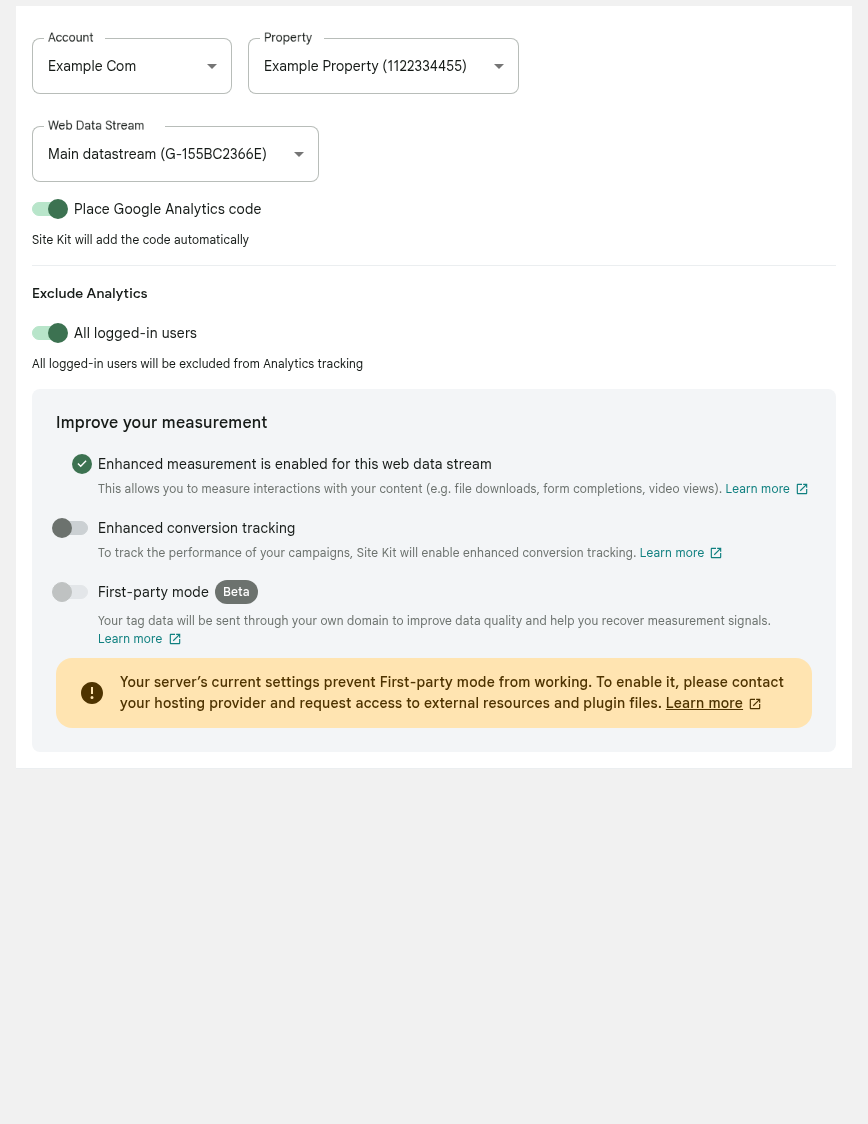 Account
Property
Example Com
Example Property (1122334455)
Web Data Stream
Main datastream (G-155BC2366E)
Place Google Analytics code
Site Kit will add the code automatically
Exclude Analytics
All logged-in users
All logged-in users will be excluded from Analytics tracking
Improve your measurement
Enhanced measurement is enabled for this web data stream
This allows you to measure interactions with your content (e.g. file downloads, form completions, video views). Learn more
Enhanced conversion tracking
To track the performance of your campaigns, Site Kit will enable enhanced conversion tracking. Learn more
First-party mode Beta
Your tag data will be sent through your own domain to improve data quality and help you recover measurement signals.
Learn more
Your server’s current settings prevent First-party mode from working. To enable it, please contact
your hosting provider and request access to external resources and plugin files. Learn more